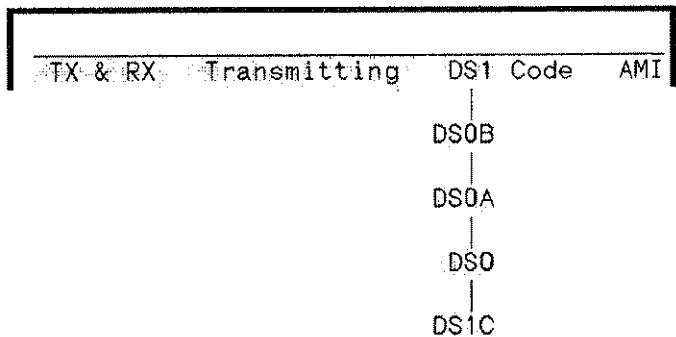 TX & RX Transmitting DS1 Code AMI
DS0B
DS0A
DS0
DS1C